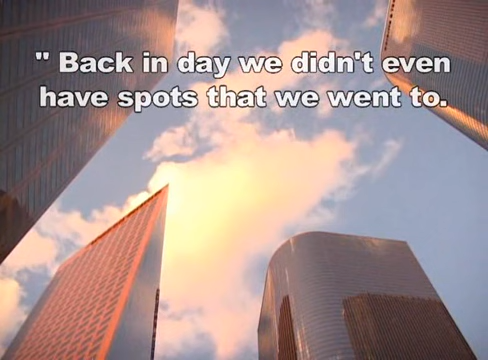 " Back in day we didn't even
have spots that we went to.